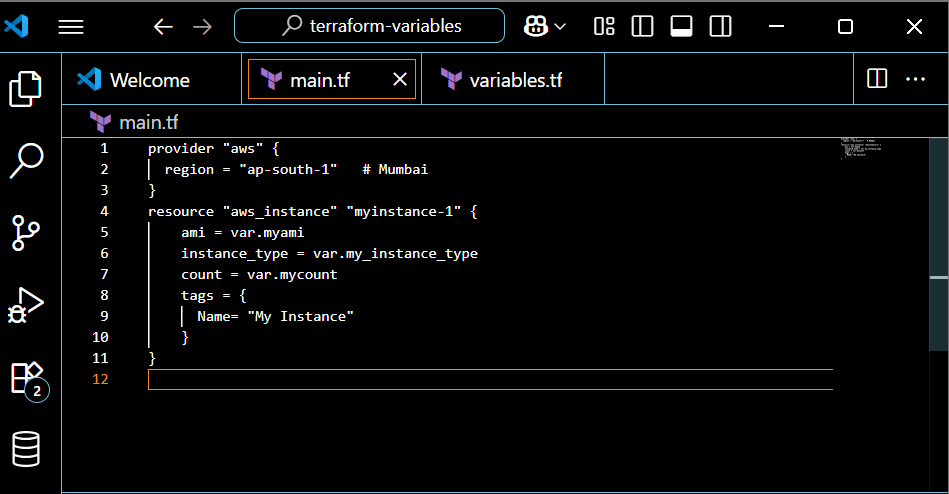 terraform-variables
Welcome
main.tf
variables.tf
main.tf
1 provider "aws" {
2   region = "ap-south-1"   # Mumbai
3 }
4 resource "aws_instance" "myinstance-1" {
5     ami = var.myami
6     instance_type = var.my_instance_type
7     count = var.mycount
8     tags = {
9       Name= "My Instance"
10     }
11 }
12
2